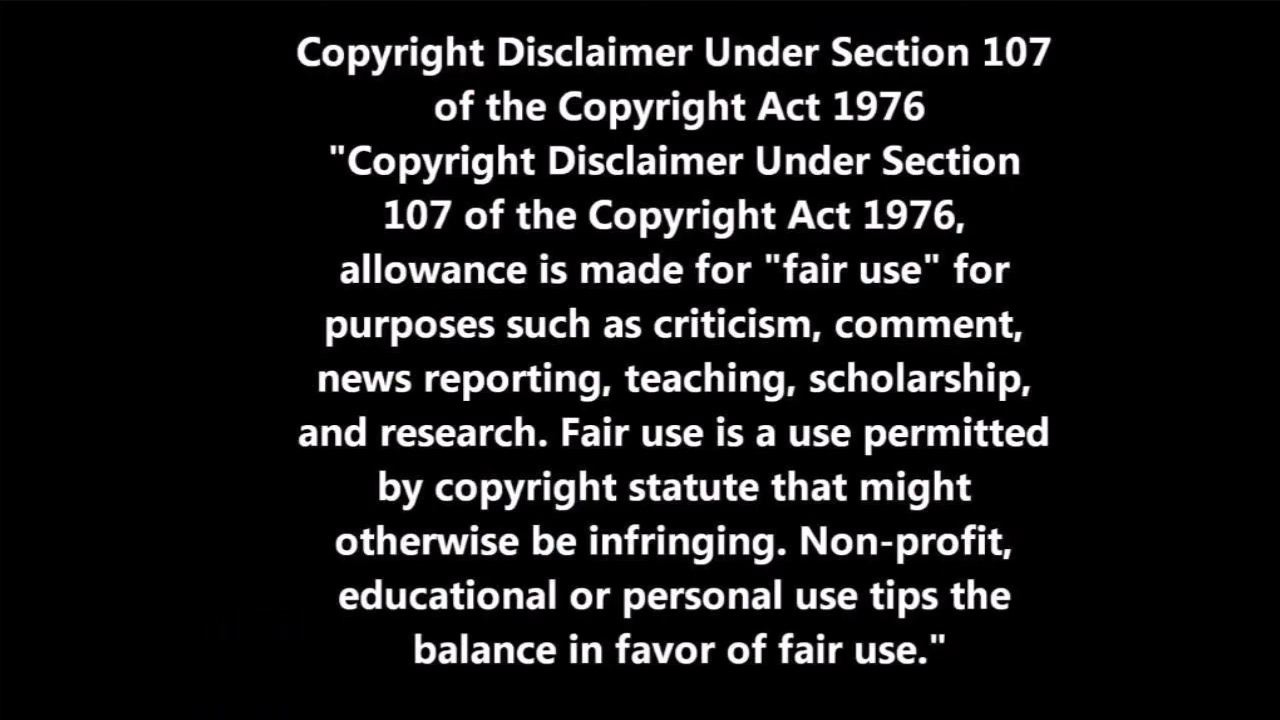 Copyright Disclaimer Under Section 107
of the Copyright Act 1976
"Copyright Disclaimer Under Section
107 of the Copyright Act 1976,
allowance is made for "fair use" for
purposes such as criticism, comment,
news reporting, teaching, scholarship,
and research. Fair use is a use permitted
by copyright statute that might
otherwise be infringing. Non-profit,
educational or personal use tips the
balance in favor of fair use."